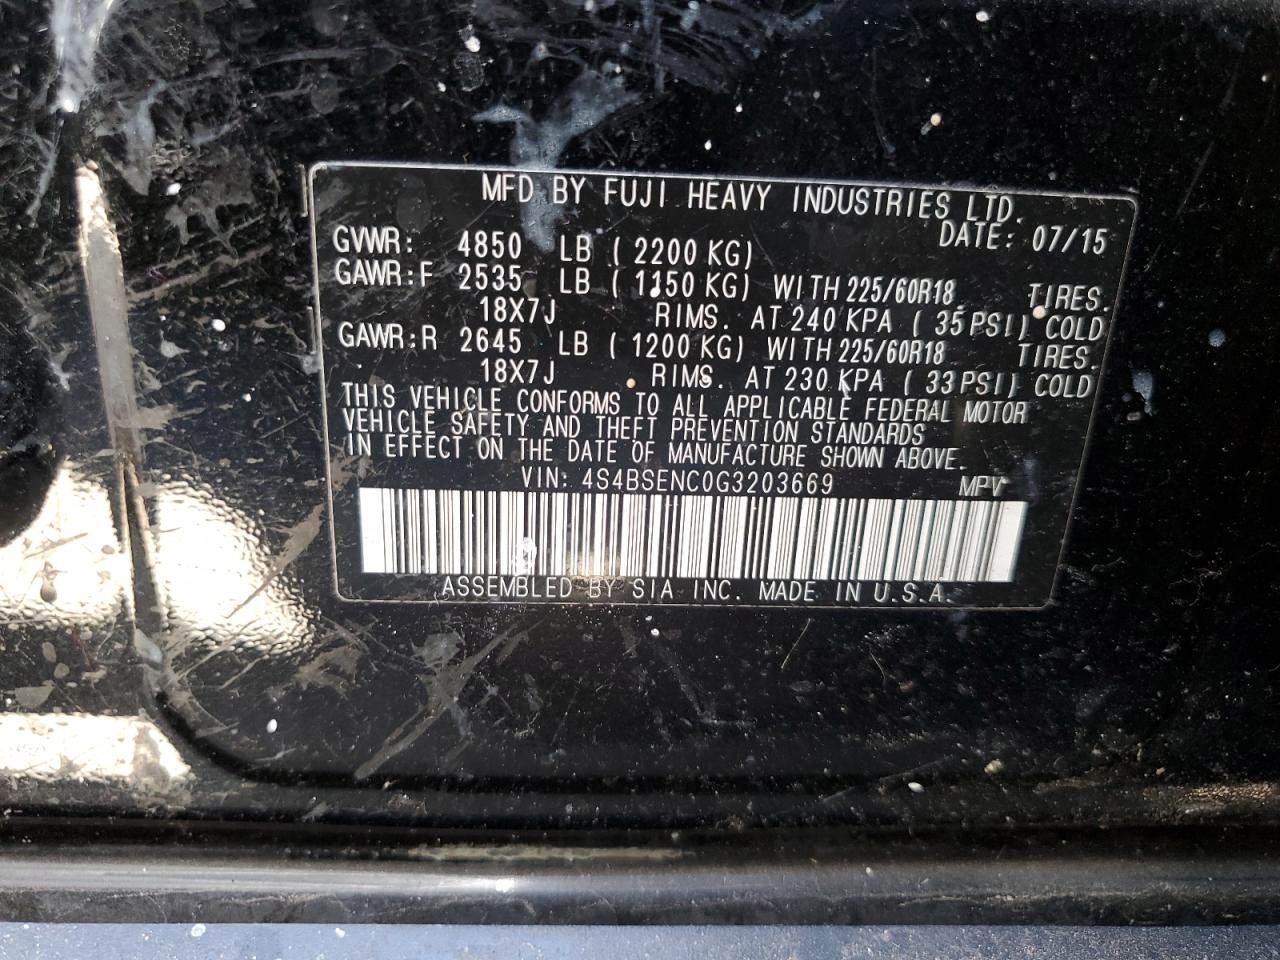 MFD BY FUJI HEAVY INDUSTRIES LTD.
DATE: 07/15
GVWR: 4850 LB ( 2200 KG)
GAWR:F 2535 LB ( 1150 KG) WITH 225/60R18 TIRES.
18X7J RIMS. AT 240 KPA ( 35 PSI) COLD
GAWR:R 2645 LB ( 1200 KG) WITH 225/60R18 TIRES.
18X7J RIMS. AT 230 KPA ( 33 PSI) COLD
THIS VEHICLE CONFORMS TO ALL APPLICABLE FEDERAL MOTOR
VEHICLE SAFETY AND THEFT PREVENTION STANDARDS
IN EFFECT ON THE DATE OF MANUFACTURE SHOWN ABOVE.
VIN: 4S4BSENC0G3203669 MPV
ASSEMBLED BY SIA INC. MADE IN U.S.A.